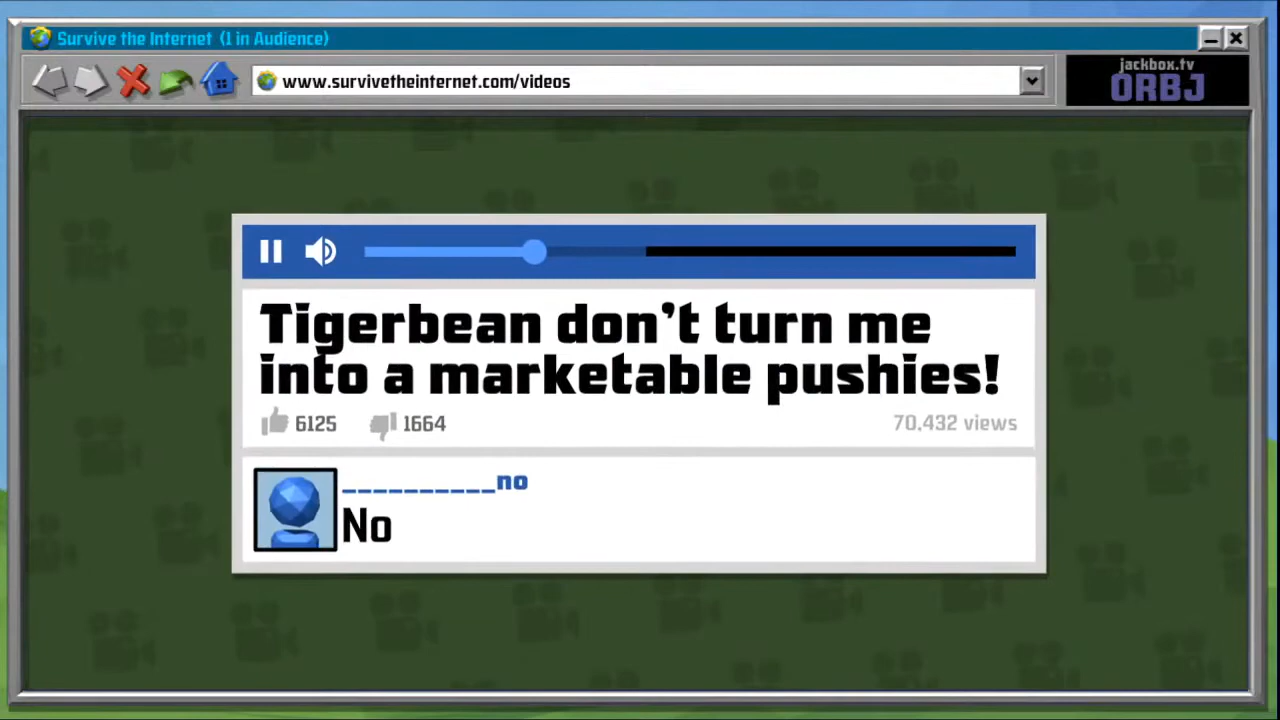 Survive the Internet (1 in Audience)
www.survivetheinternet.com/videos
jackbox.tv
ORBJ
Tigerbean don't turn me
into a marketable pushies!
6125 1664 70,432 views
__________no
No